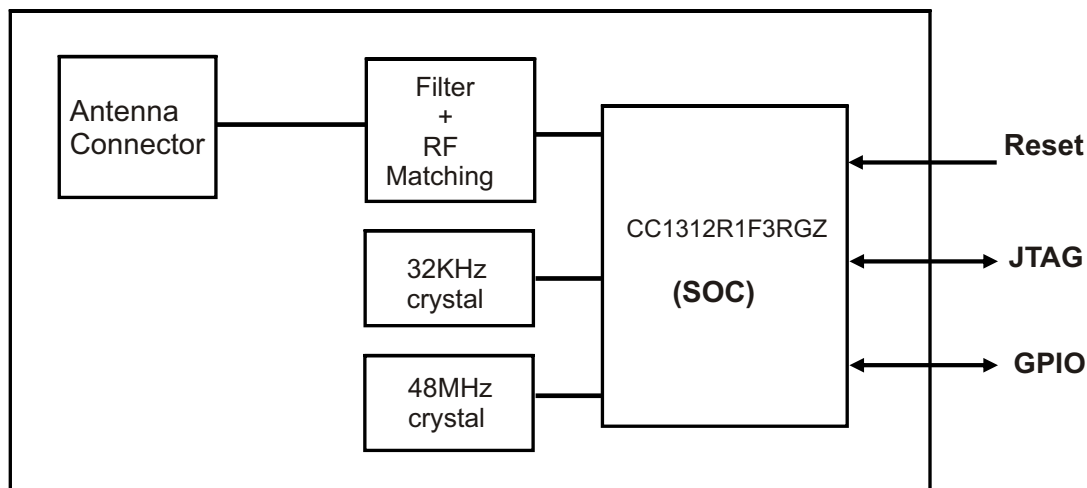 Antenna
Connector
Filter
+
RF
Matching
32KHz
crystal
48MHz
crystal
CC1312R1F3RGZ
(SOC)
Reset
JTAG
GPIO